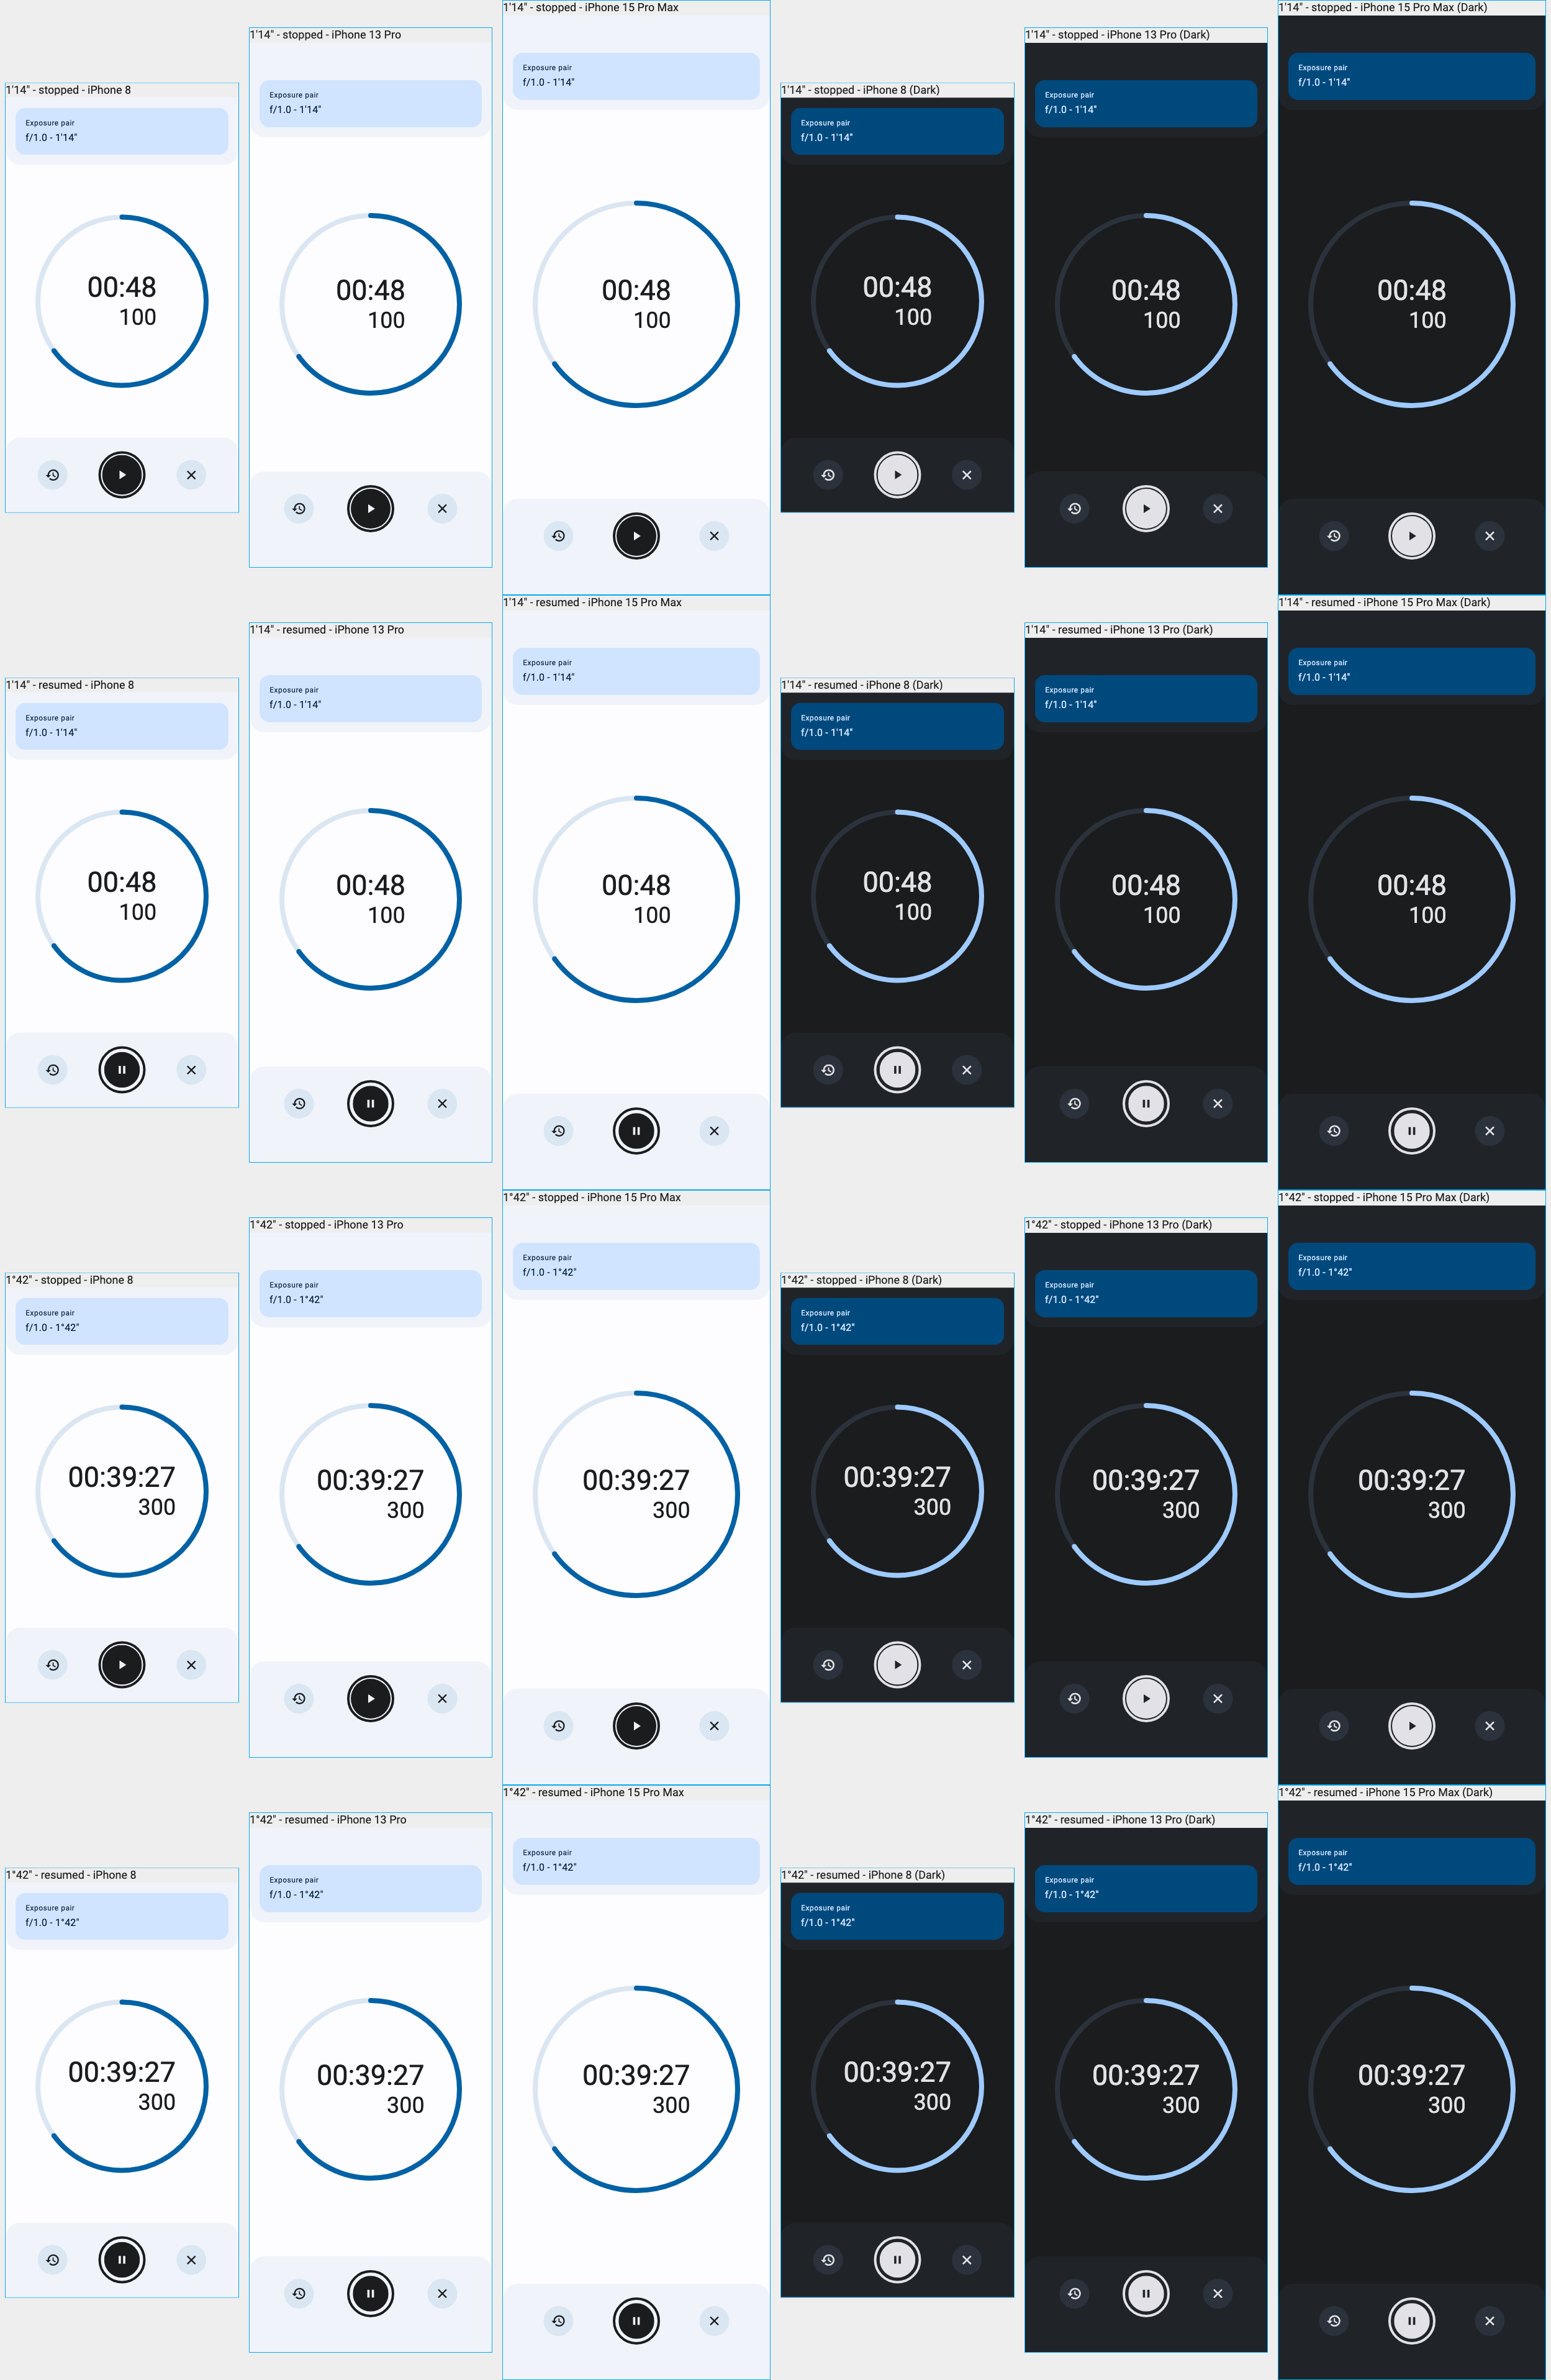 1'14" - stopped - iPhone 8
Exposure pair
f/1.0 - 1'14"
00:48
100
1'14" - stopped - iPhone 13 Pro
Exposure pair
f/1.0 - 1'14"
00:48
100
1'14" - stopped - iPhone 15 Pro Max
Exposure pair
f/1.0 - 1'14"
00:48
100
1'14" - stopped - iPhone 8 (Dark)
Exposure pair
f/1.0 - 1'14"
00:48
100
1'14" - stopped - iPhone 13 Pro (Dark)
Exposure pair
f/1.0 - 1'14"
00:48
100
1'14" - stopped - iPhone 15 Pro Max (Dark)
Exposure pair
f/1.0 - 1'14"
00:48
100
1'14" - resumed - iPhone 8
Exposure pair
f/1.0 - 1'14"
00:48
100
1'14" - resumed - iPhone 13 Pro
Exposure pair
f/1.0 - 1'14"
00:48
100
1'14" - resumed - iPhone 15 Pro Max
Exposure pair
f/1.0 - 1'14"
00:48
100
1'14" - resumed - iPhone 8 (Dark)
Exposure pair
f/1.0 - 1'14"
00:48
100
1'14" - resumed - iPhone 13 Pro (Dark)
Exposure pair
f/1.0 - 1'14"
00:48
100
1'14" - resumed - iPhone 15 Pro Max (Dark)
Exposure pair
f/1.0 - 1'14"
00:48
100
1°42" - stopped - iPhone 8
Exposure pair
f/1.0 - 1°42"
00:39:27
300
1°42" - stopped - iPhone 13 Pro
Exposure pair
f/1.0 - 1°42"
00:39:27
300
1°42" - stopped - iPhone 15 Pro Max
Exposure pair
f/1.0 - 1°42"
00:39:27
300
1°42" - stopped - iPhone 8 (Dark)
Exposure pair
f/1.0 - 1°42"
00:39:27
300
1°42" - stopped - iPhone 13 Pro (Dark)
Exposure pair
f/1.0 - 1°42"
00:39:27
300
1°42" - stopped - iPhone 15 Pro Max (Dark)
Exposure pair
f/1.0 - 1°42"
00:39:27
300
1°42" - resumed - iPhone 8
Exposure pair
f/1.0 - 1°42"
00:39:27
300
1°42" - resumed - iPhone 13 Pro
Exposure pair
f/1.0 - 1°42"
00:39:27
300
1°42" - resumed - iPhone 15 Pro Max
Exposure pair
f/1.0 - 1°42"
00:39:27
300
1°42" - resumed - iPhone 8 (Dark)
Exposure pair
f/1.0 - 1°42"
00:39:27
300
1°42" - resumed - iPhone 13 Pro (Dark)
Exposure pair
f/1.0 - 1°42"
00:39:27
300
1°42" - resumed - iPhone 15 Pro Max (Dark)
Exposure pair
f/1.0 - 1°42"
00:39:27
300